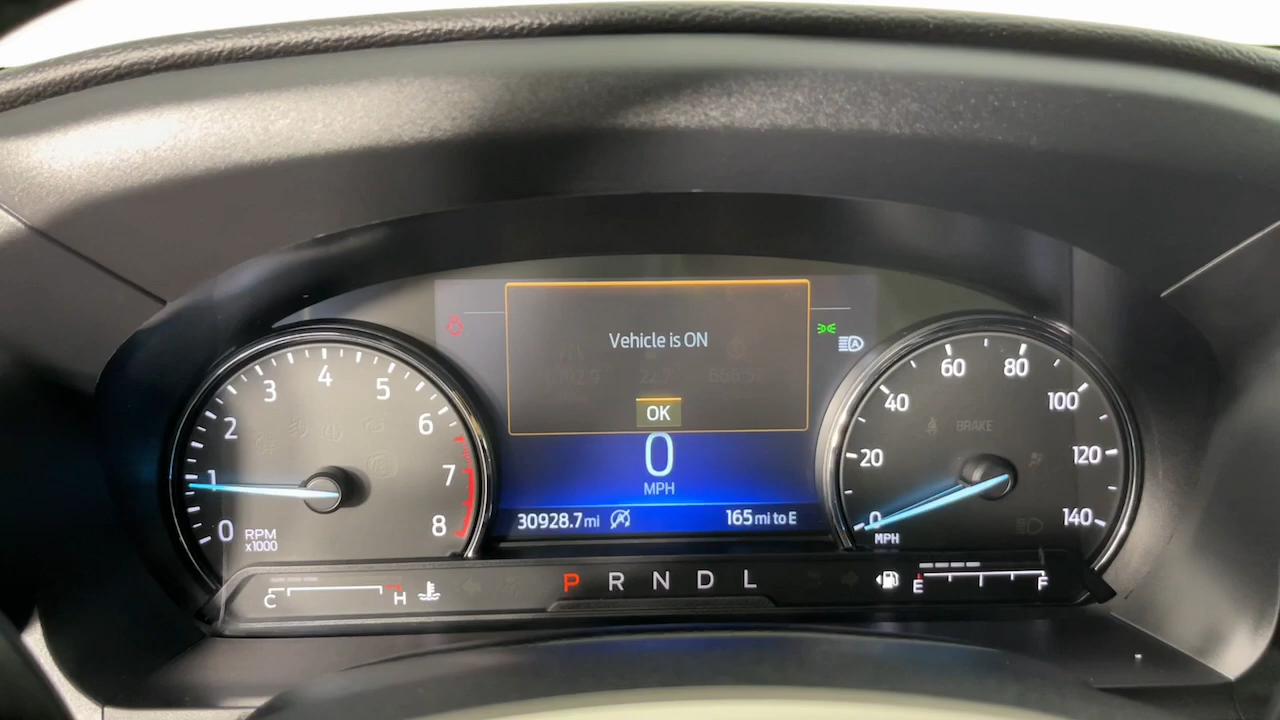 Vehicle is ON
OK
0
MPH
30928.7 mi
165 mi to E
0
1
2
3
4
5
6
7
8
RPM
x1000
0
20
40
60
80
100
120
140
MPH
BRAKE
C
H
P R N D L
E
F